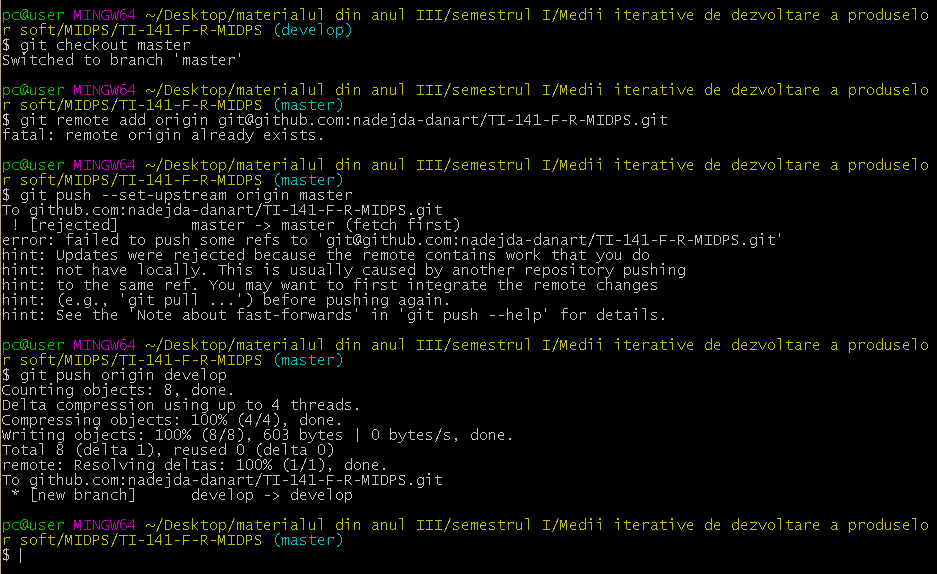 pc@user MINGW64 ~/Desktop/materialul din anul III/semestrul I/Medii iterative de dezvoltare a produselo
r soft/MIDPS/TI-141-F-R-MIDPS (develop)
$ git checkout master
Switched to branch 'master'
pc@user MINGW64 ~/Desktop/materialul din anul III/semestrul I/Medii iterative de dezvoltare a produselo
r soft/MIDPS/TI-141-F-R-MIDPS (master)
$ git remote add origin git@github.com:nadejda-danart/TI-141-F-R-MIDPS.git
fatal: remote origin already exists.
pc@user MINGW64 ~/Desktop/materialul din anul III/semestrul I/Medii iterative de dezvoltare a produselo
r soft/MIDPS/TI-141-F-R-MIDPS (master)
$ git push --set-upstream origin master
To github.com:nadejda-danart/TI-141-F-R-MIDPS.git
 ! [rejected]        master -> master (fetch first)
error: failed to push some refs to 'git@github.com:nadejda-danart/TI-141-F-R-MIDPS.git'
hint: Updates were rejected because the remote contains work that you do
hint: not have locally. This is usually caused by another repository pushing
hint: to the same ref. You may want to first integrate the remote changes
hint: (e.g., 'git pull ...') before pushing again.
hint: See the 'Note about fast-forwards' in 'git push --help' for details.
pc@user MINGW64 ~/Desktop/materialul din anul III/semestrul I/Medii iterative de dezvoltare a produselo
r soft/MIDPS/TI-141-F-R-MIDPS (master)
$ git push origin develop
Counting objects: 8, done.
Delta compression using up to 4 threads.
Compressing objects: 100% (4/4), done.
Writing objects: 100% (8/8), 603 bytes | 0 bytes/s, done.
Total 8 (delta 1), reused 0 (delta 0)
remote: Resolving deltas: 100% (1/1), done.
To github.com:nadejda-danart/TI-141-F-R-MIDPS.git
 * [new branch]      develop -> develop
pc@user MINGW64 ~/Desktop/materialul din anul III/semestrul I/Medii iterative de dezvoltare a produselo
r soft/MIDPS/TI-141-F-R-MIDPS (master)
$